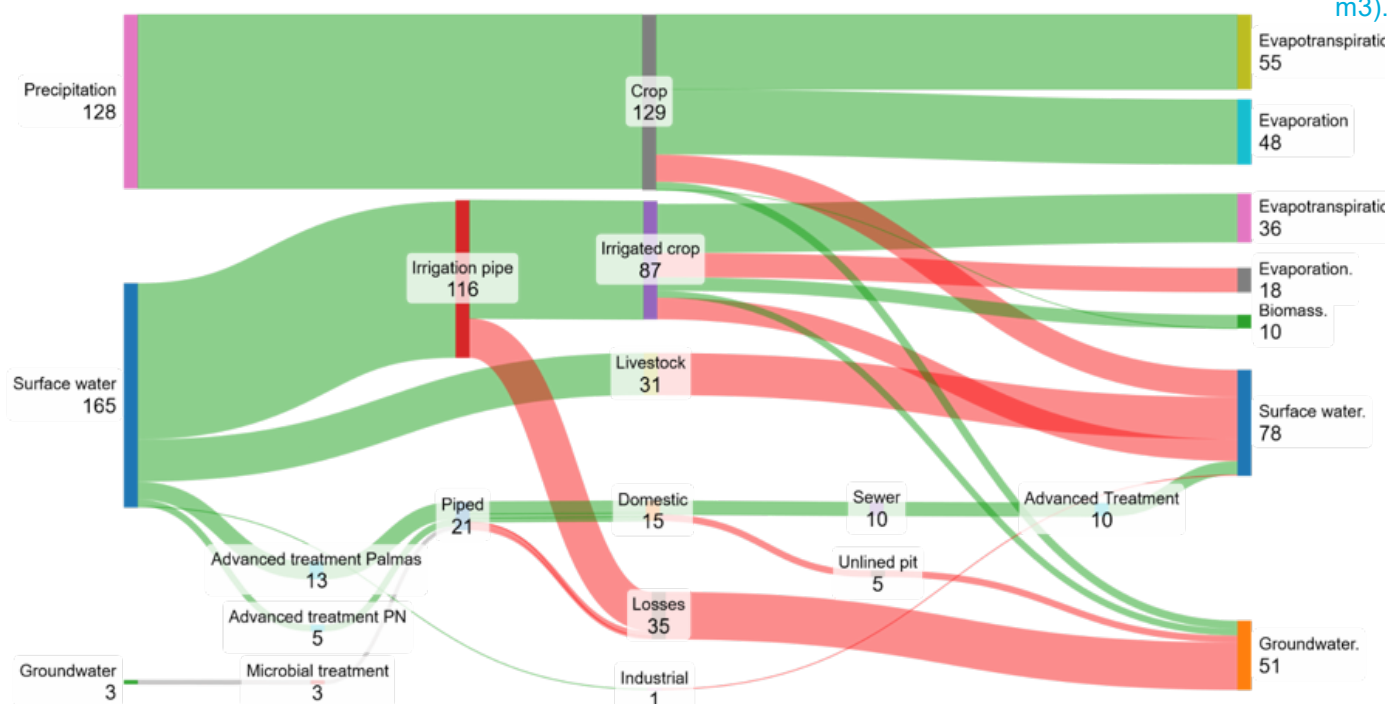 m3).
Precipitation
128
Crop
129
Evapotranspiratic
55
Evaporation
48
Evapotranspiratic
36
Irrigated crop
87
Irrigation pipe
116
Evaporation.
18
Biomass.
10
Surface water
165
Livestock
31
Surface water.
78
Piped
21
Domestic
15
Sewer
10
Advanced Treatment
10
Advanced treatment Palmas
13
Unlined pit
5
Advanced treatment PN
5
Losses
35
Groundwater
3
Microbial treatment
3
Industrial
1
Groundwater.
51